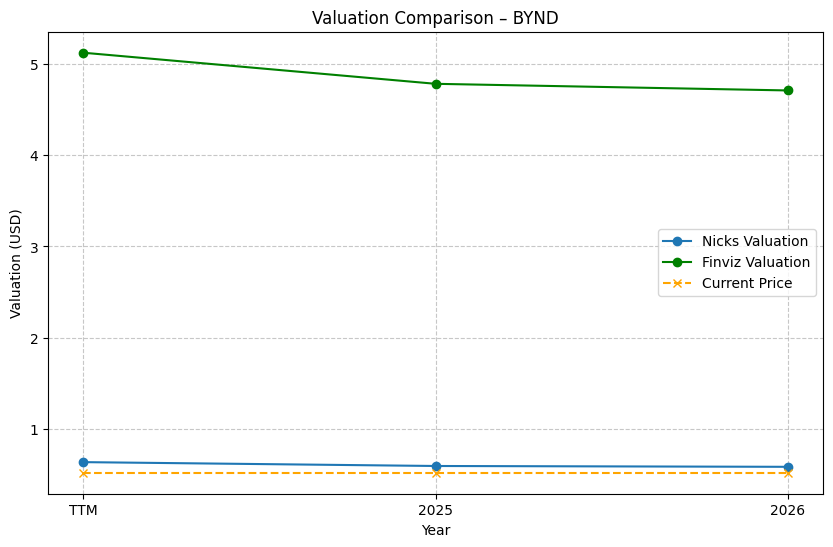 Valuation Comparison – BYND
Valuation (USD)
5
4
3
2
1
Nicks Valuation
Finviz Valuation
Current Price
TTM
2025
2026
Year